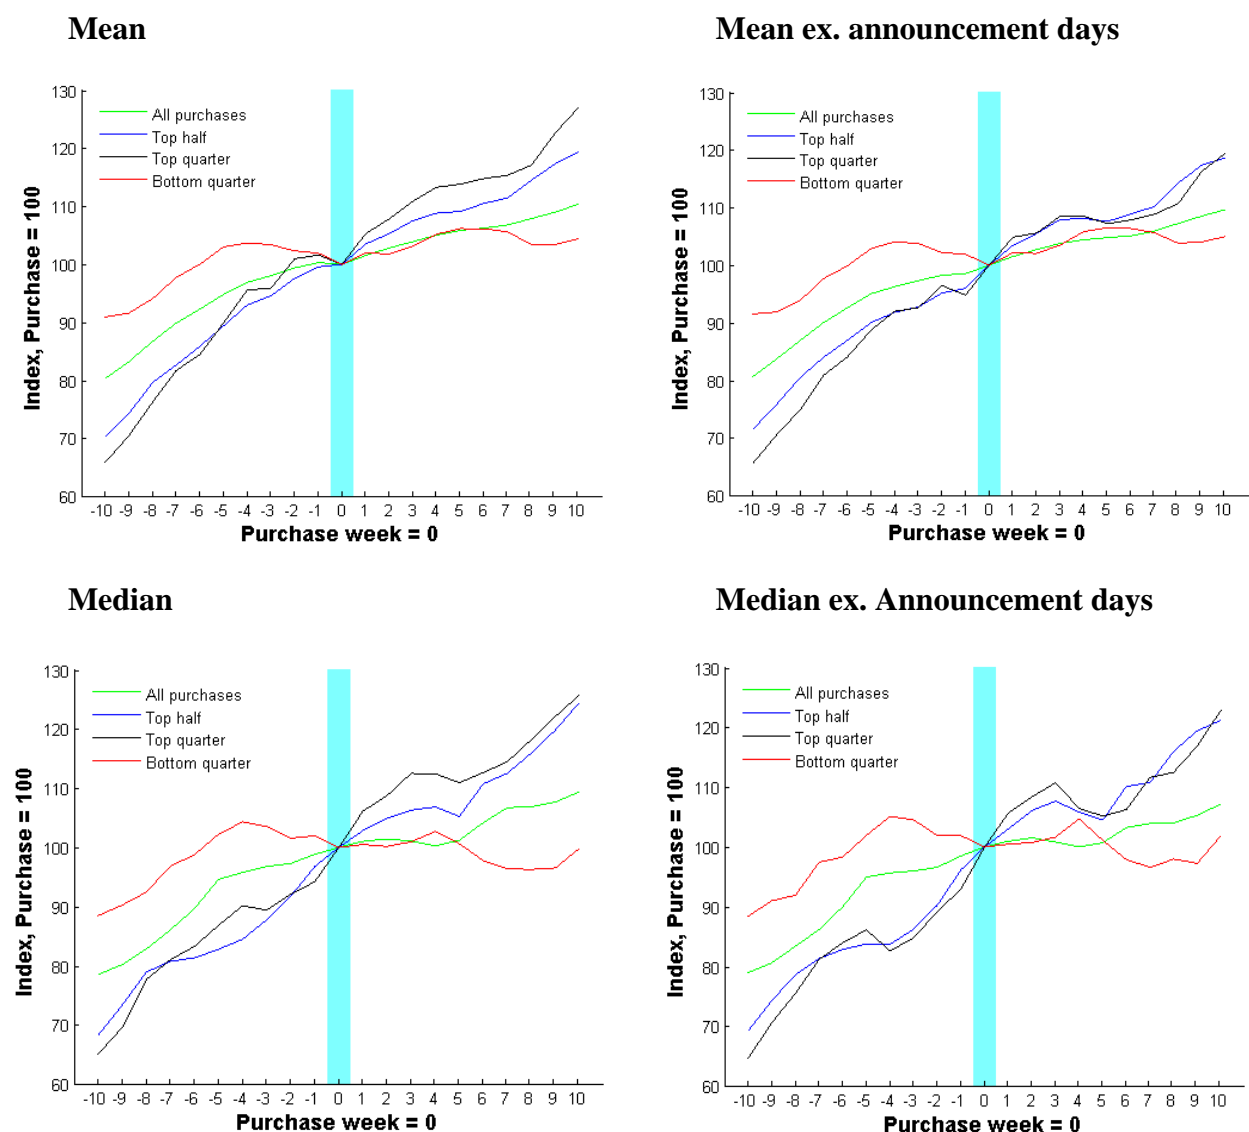 Mean
130
120
110
100
90
80
70
60
Index, Purchase = 100
All purchases
Top half
Top quarter
Bottom quarter
-10 -9 -8 -7 -6 -5 -4 -3 -2 -1 0 1 2 3 4 5 6 7 8 9 10
Purchase week = 0
Mean ex. announcement days
130
120
110
100
90
80
70
60
Index, Purchase = 100
All purchases
Top half
Top quarter
Bottom quarter
-10 -9 -8 -7 -6 -5 -4 -3 -2 -1 0 1 2 3 4 5 6 7 8 9 10
Purchase week = 0
Median
130
120
110
100
90
80
70
60
Index, Purchase = 100
All purchases
Top half
Top quarter
Bottom quarter
-10 -9 -8 -7 -6 -5 -4 -3 -2 -1 0 1 2 3 4 5 6 7 8 9 10
Purchase week = 0
Median ex. Announcement days
130
120
110
100
90
80
70
60
Index, Purchase = 100
All purchases
Top half
Top quarter
Bottom quarter
-10 -9 -8 -7 -6 -5 -4 -3 -2 -1 0 1 2 3 4 5 6 7 8 9 10
Purchase week = 0